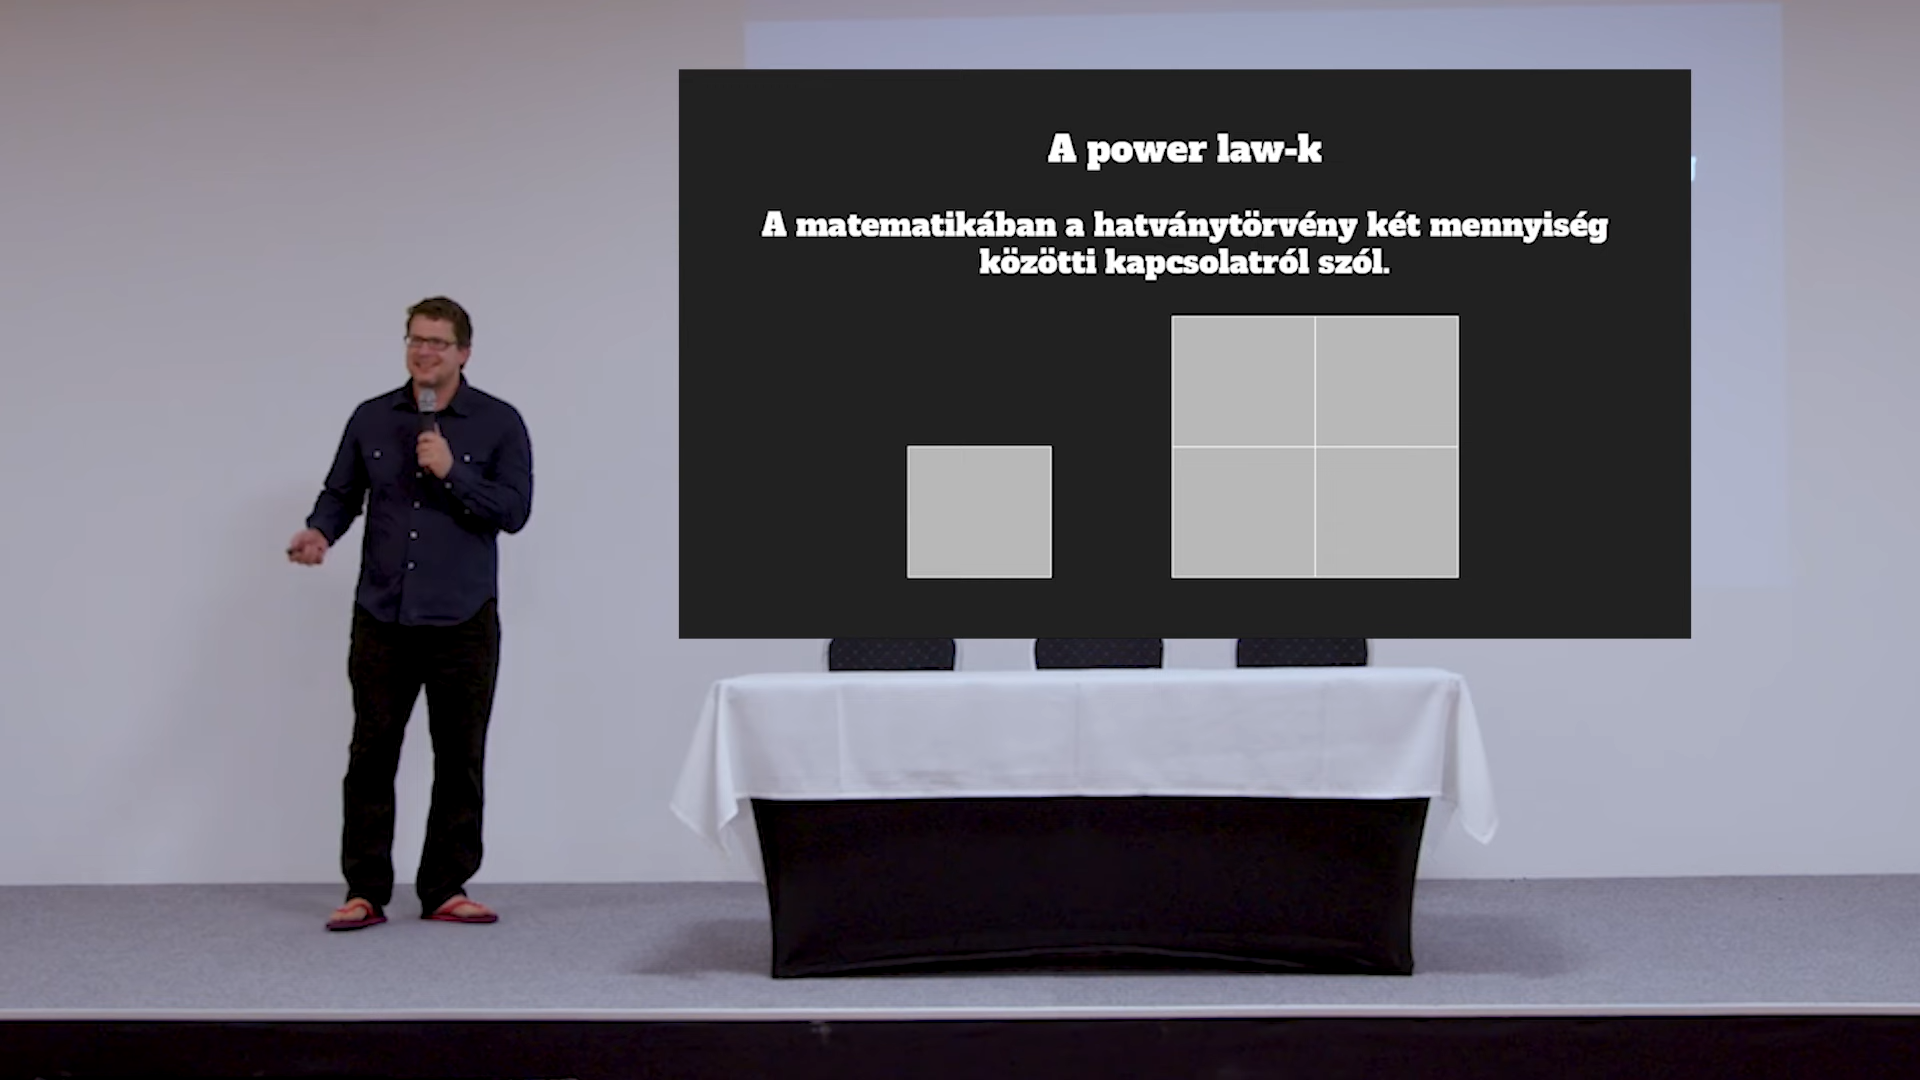 A power law-k
A matematikában a hatványtörvény két mennyiség
közötti kapcsolatról szól.